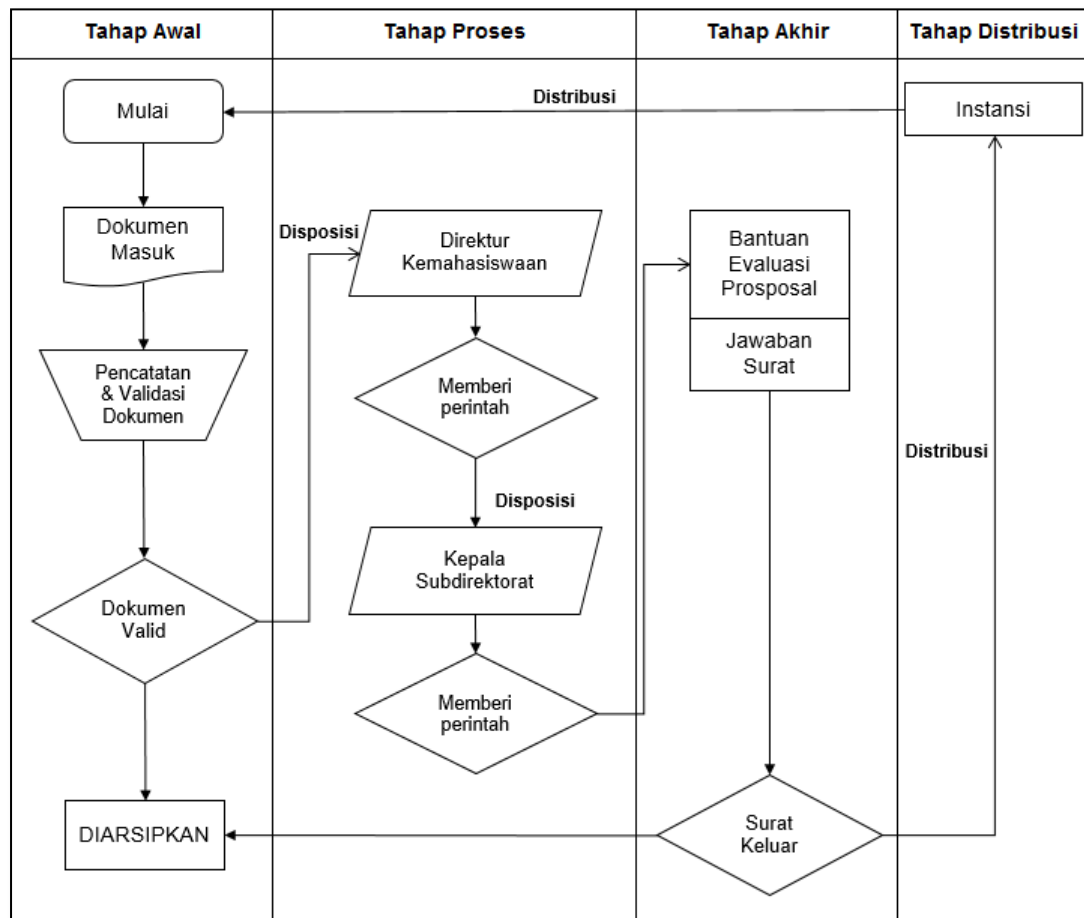 Tahap Awal
Tahap Proses
Tahap Akhir
Tahap Distribusi
Mulai
Distribusi
Instansi
Dokumen
Masuk
Disposisi
Direktur
Kemahasiswaan
Bantuan
Evaluasi
Prosposal
Jawaban
Surat
Pencatatan
& Validasi
Dokumen
Memberi
perintah
Distribusi
Disposisi
Kepala
Subdirektorat
Dokumen
Valid
Memberi
perintah
DIARSIPKAN
Surat
Keluar